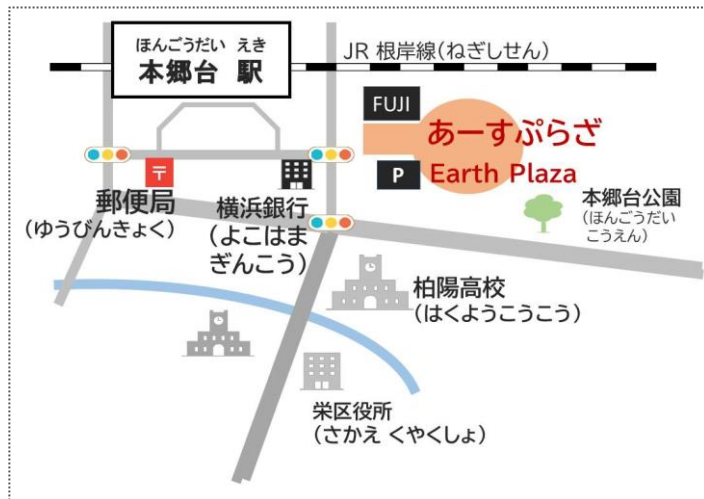 ほんごうだい えき
本郷台 駅
JR 根岸線(ねぎしせん)
FUJI
あーすぷらざ
P
Earth Plaza
〒
郵便局
(ゆうびんきょく)
横浜銀行
(よこはま
ぎんこう)
本郷台公園
(ほんごうだい
こうえん)
柏陽高校
(はくようこうこう)
栄区役所
(さかえ くやくしょ)